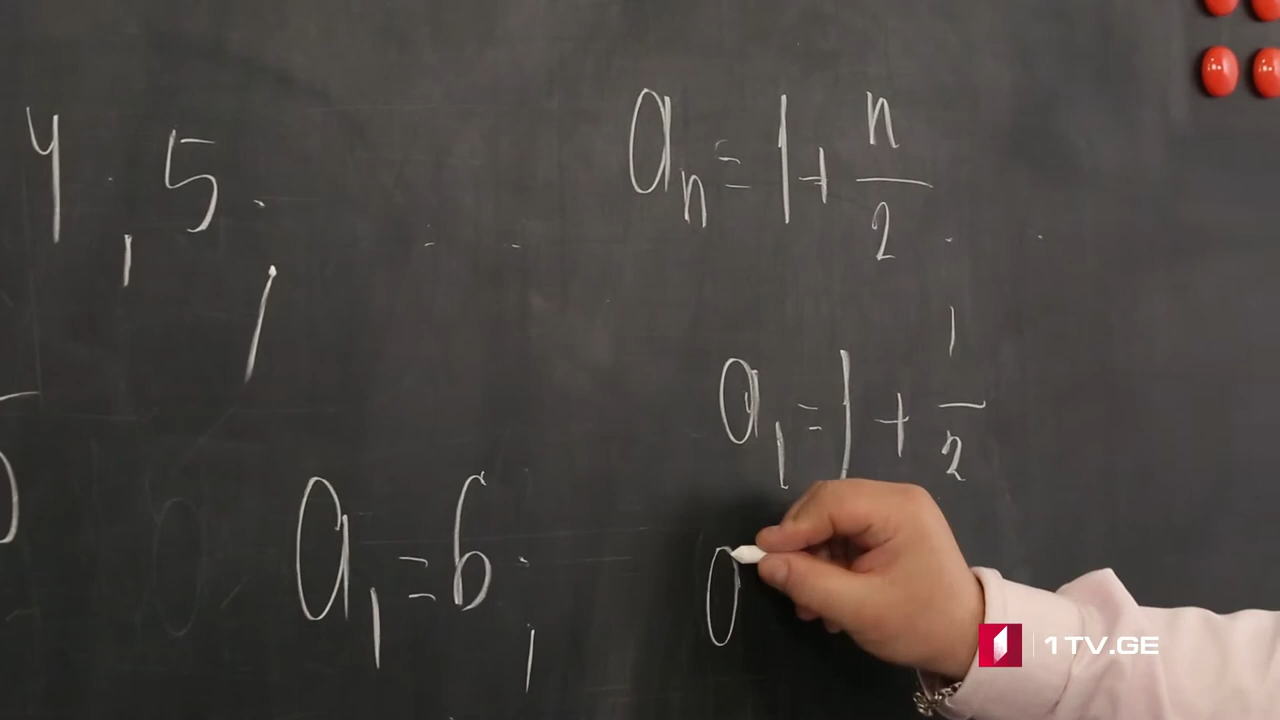 4, 5;
aₙ = 1 + n/2
a₁ = 1 + 1/2
a₁ = 6;
a
1TV.GE